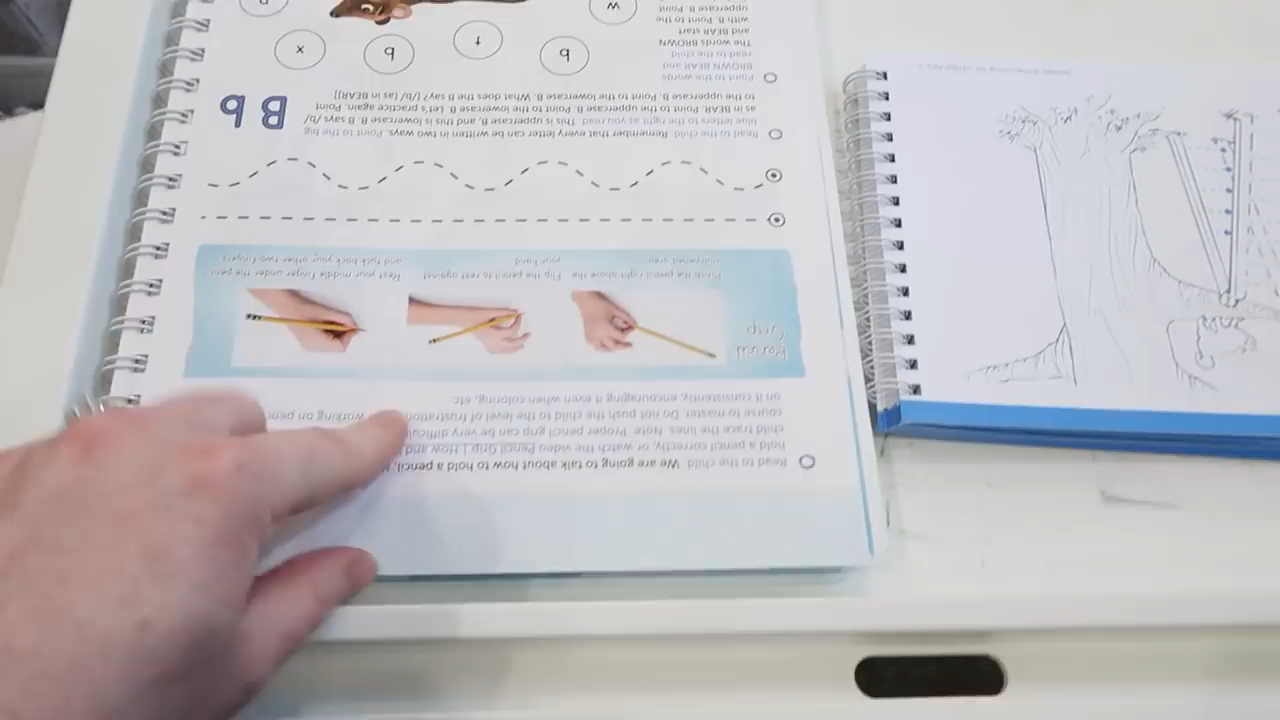 Read to the child: We are going to talk about how to hold a pencil,
hold a pencil correctly, or watch the video Pencil Grip | How and
child trace the lines. Note: Proper pencil grip can be very difficult
course to master. Do not push the child to the level of frustration working on
on it consistently, encouraging it even when coloring, etc.
Pencil
Grip
Pinch the pencil right above the
sharpened area
Flip the pencil to rest against
your hand
Rest your middle finger under the
and tuck back your other two fingers
Read to the child: Remember that every letter can be written in two ways. Point to the big
blue letters to the right as you read. This is uppercase B, and this is lowercase B. B says /b/
as in BEAR. Point to the uppercase B. Point to the lowercase B. Let's practice again. Point
to the uppercase B. Point to the lowercase B. What does the B say? [/b/ (as in BEAR)]
B b
Point to the words
BROWN and BEAR
read to the child:
The words BROWN
and BEAR start
with B. Point to the
uppercase B. Point
b
t
b
x
w